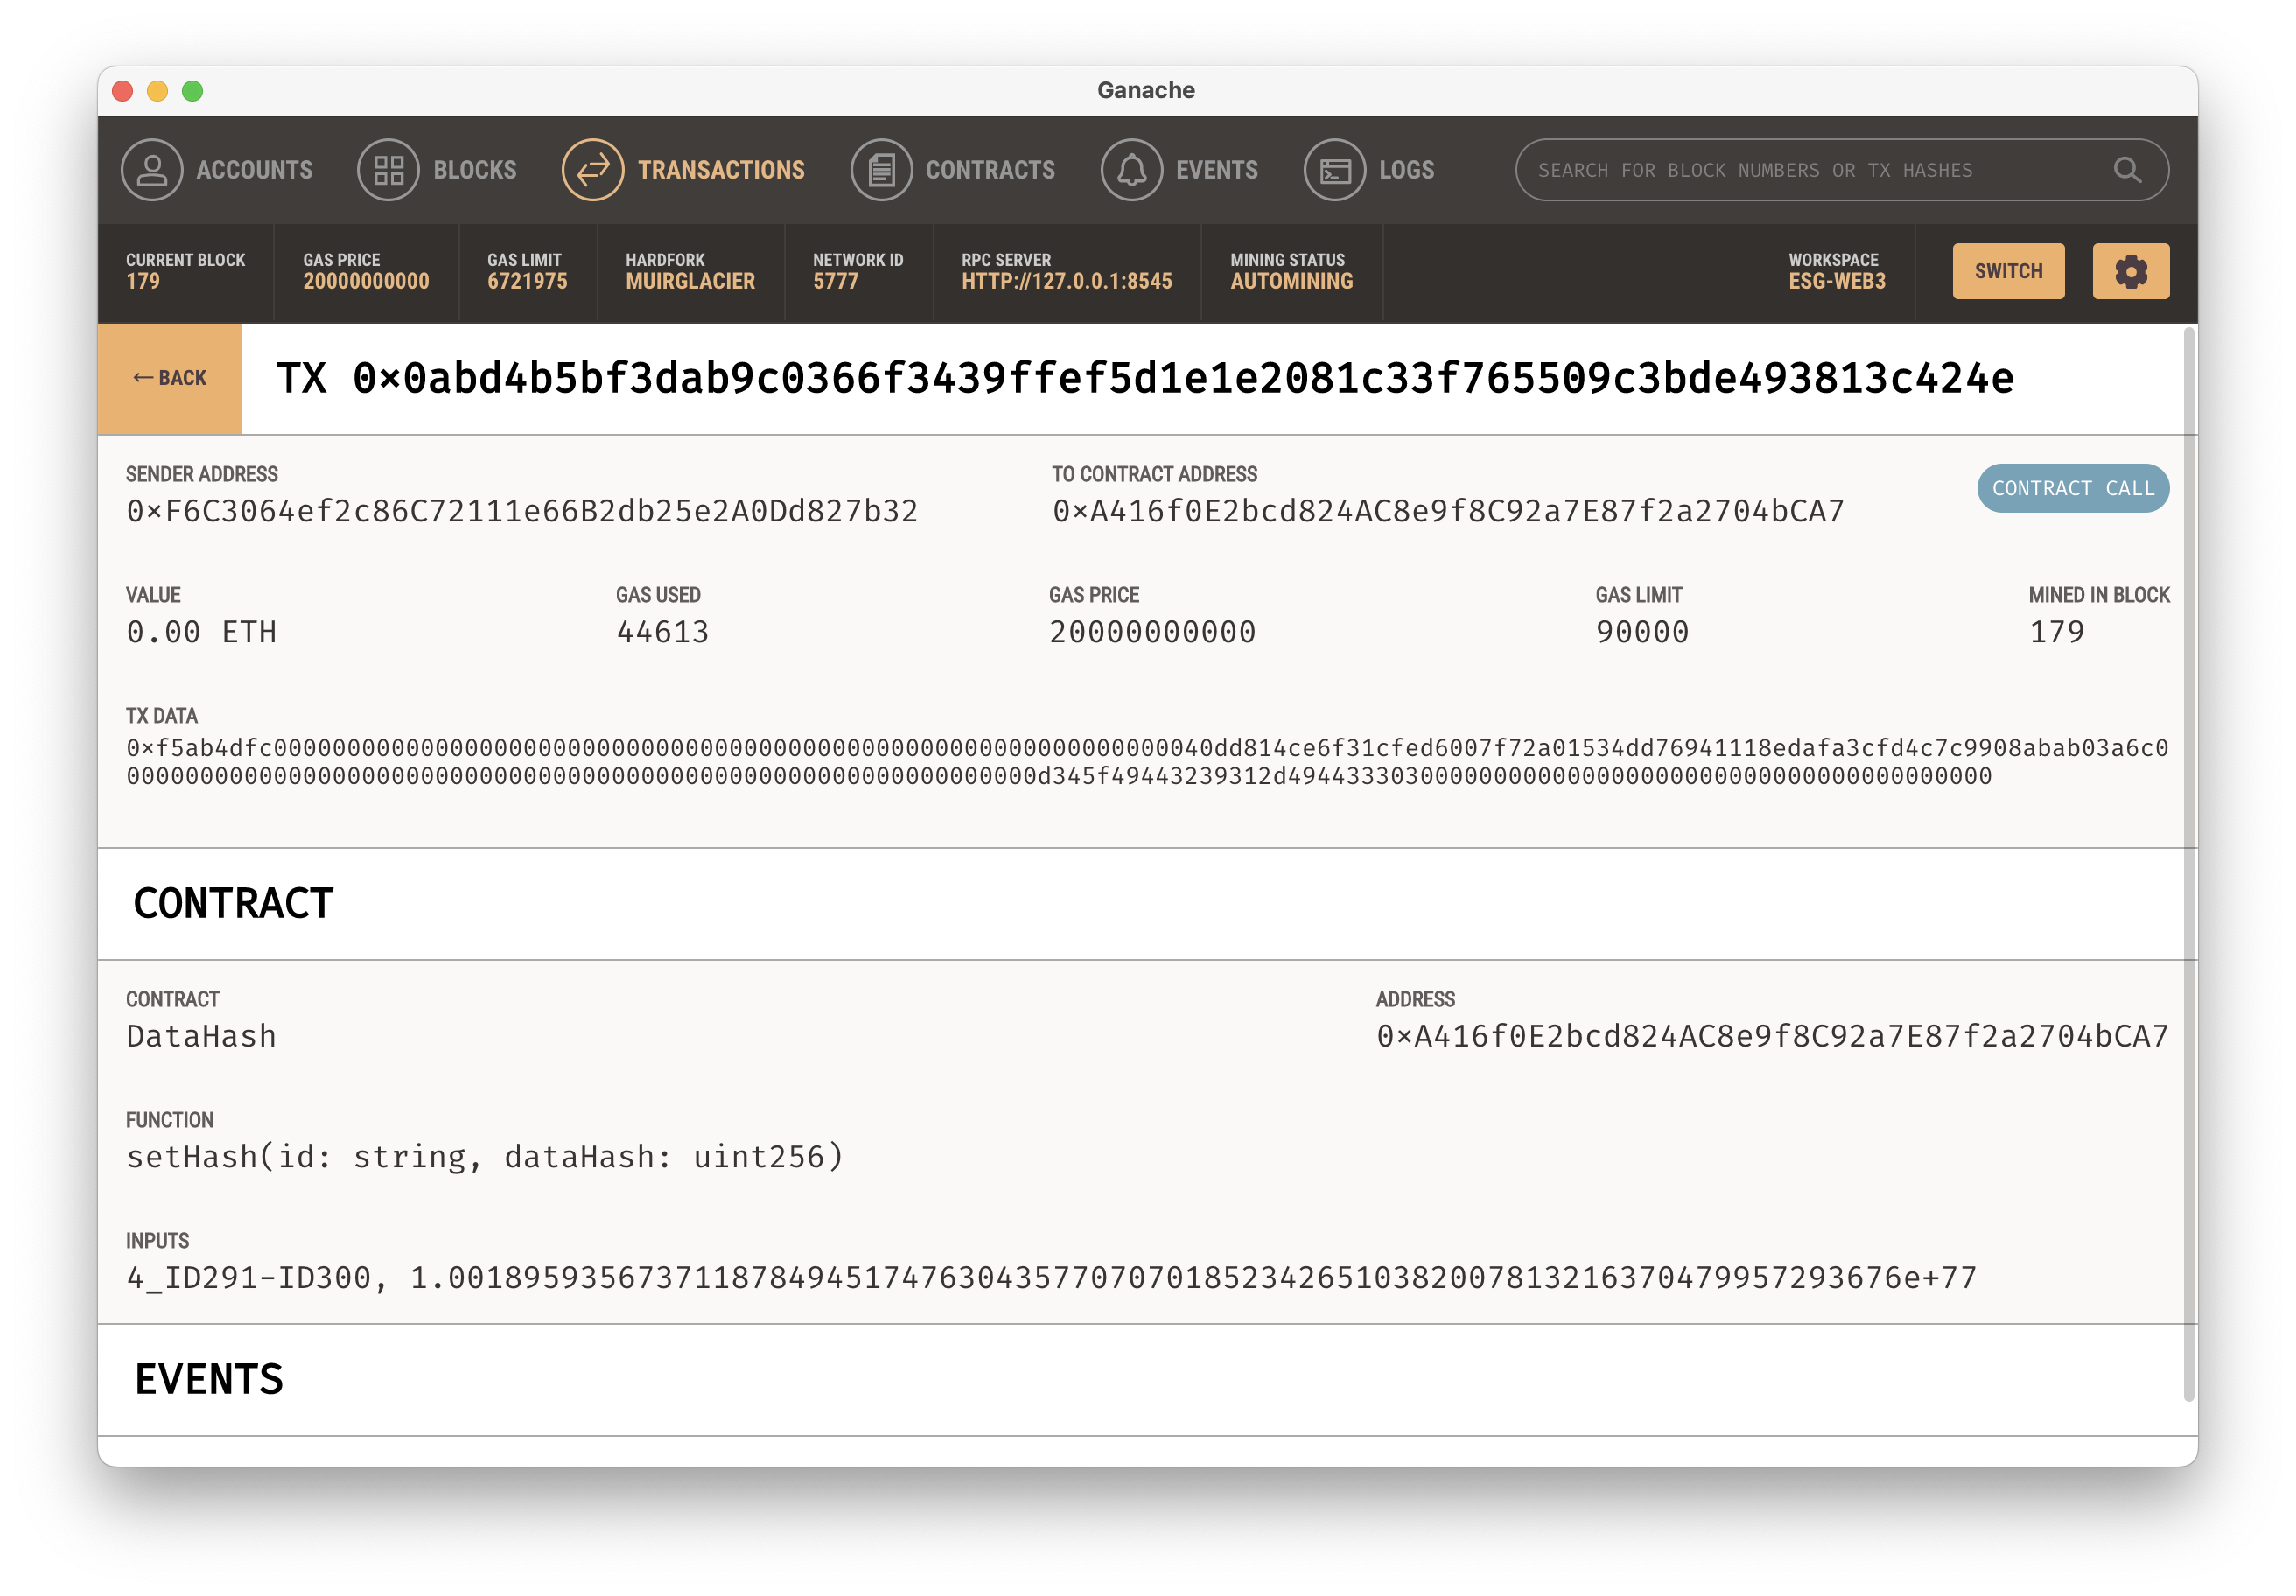 Ganache
ACCOUNTS BLOCKS TRANSACTIONS CONTRACTS EVENTS LOGS SEARCH FOR BLOCK NUMBERS OR TX HASHES
CURRENT BLOCK GAS PRICE GAS LIMIT HARDFORK NETWORK ID RPC SERVER MINING STATUS WORKSPACE
179 20000000000 6721975 MUIRGLACIER 5777 HTTP://127.0.0.1:8545 AUTOMINING ESG-WEB3 SWITCH
← BACK TX 0×0abd4b5bf3dab9c0366f3439ffef5d1e1e2081c33f765509c3bde493813c424e
SENDER ADDRESS TO CONTRACT ADDRESS
0×F6C3064ef2c86C72111e66B2db25e2A0Dd827b32 0×A416f0E2bcd824AC8e9f8C92a7E87f2a2704bCA7 CONTRACT CALL
VALUE GAS USED GAS PRICE GAS LIMIT MINED IN BLOCK
0.00 ETH 44613 20000000000 90000 179
TX DATA
0×f5ab4dfc0000000000000000000000000000000000000000000000000000000000000040dd814ce6f31cfed6007f72a01534dd76941118edafa3cfd4c7c9908abab03a6c0
00000000000000000000000000000000000000000000000000000000000000d345f49443239312d494433303000000000000000000000000000000000000000
CONTRACT
CONTRACT ADDRESS
DataHash 0×A416f0E2bcd824AC8e9f8C92a7E87f2a2704bCA7
FUNCTION
setHash(id: string, dataHash: uint256)
INPUTS
4_ID291-ID300, 1.00189593567371187849451747630435770707018523426510382007813216370479957293676e+77
EVENTS